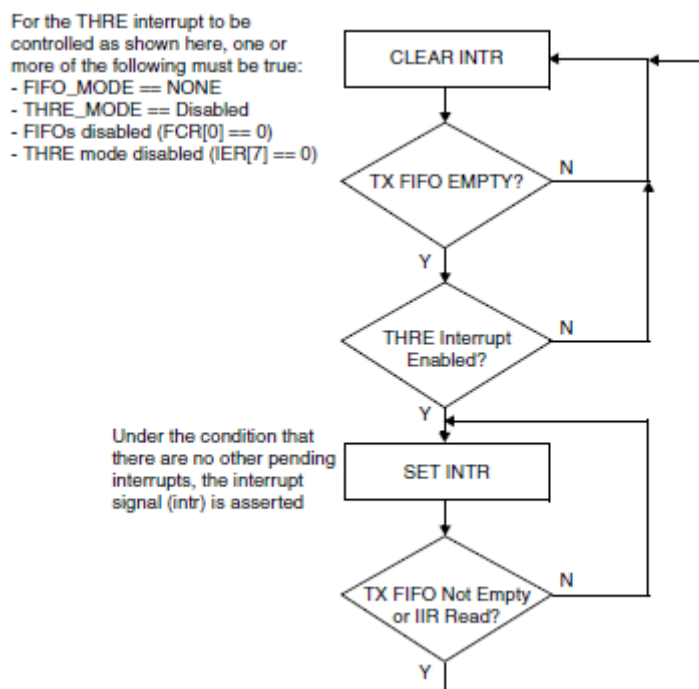 For the THRE interrupt to be
controlled as shown here, one or
more of the following must be true:
- FIFO_MODE == NONE
- THRE_MODE == Disabled
- FIFOs disabled (FCR[0] == 0)
- THRE mode disabled (IER[7] == 0)
CLEAR INTR
TX FIFO EMPTY?
N
Y
THRE Interrupt
Enabled?
N
Y
Under the condition that
there are no other pending
interrupts, the interrupt
signal (intr) is asserted
SET INTR
TX FIFO Not Empty
or IIR Read?
N
Y